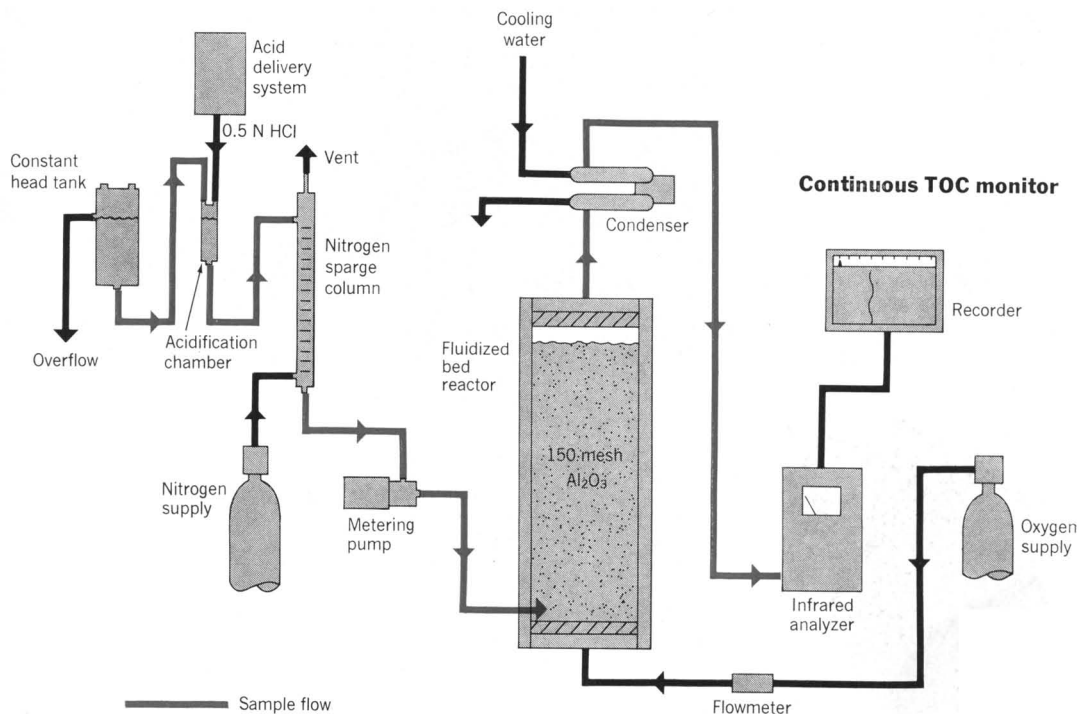 Cooling
water
Acid
delivery
system
0.5 N HCl
Constant
head tank
Vent
Continuous TOC monitor
Condenser
Nitrogen
sparge
column
Recorder
Overflow
Acidification
chamber
Fluidized
bed
reactor
150 mesh
Al₂O₃
Nitrogen
supply
Metering
pump
Oxygen
supply
Infrared
analyzer
Sample flow
Flowmeter